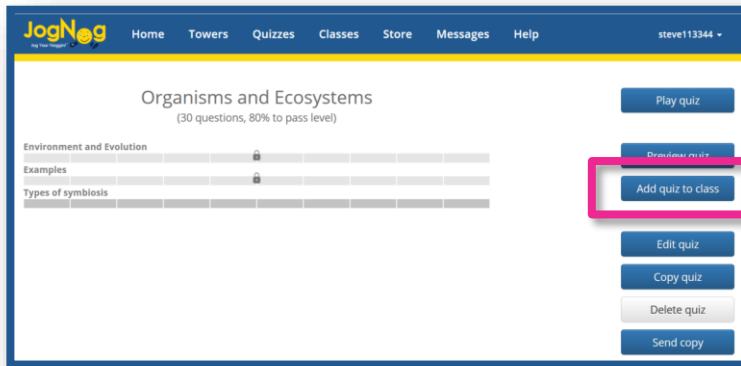 JogNog
Jog Your Noggin!
Home Towers Quizzes Classes Store Messages Help steve113344
Organisms and Ecosystems
(30 questions, 80% to pass level)
Environment and Evolution
Examples
Types of symbiosis
Play quiz
Preview quiz
Add quiz to class
Edit quiz
Copy quiz
Delete quiz
Send copy